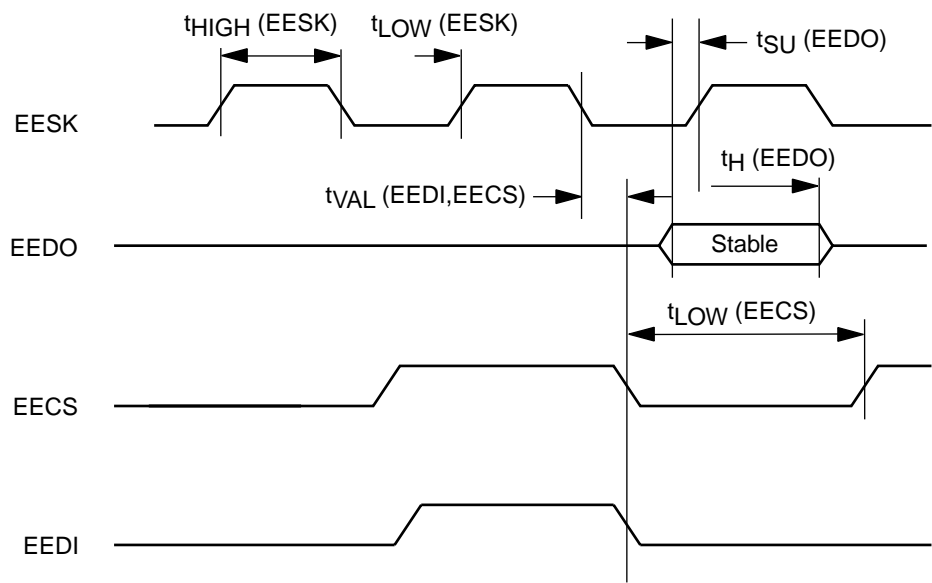 tHIGH (EESK)
tLOW (EESK)
tSU (EEDO)
EESK
tH (EEDO)
tVAL (EEDI,EECS)
EEDO
Stable
tLOW (EECS)
EECS
EEDI